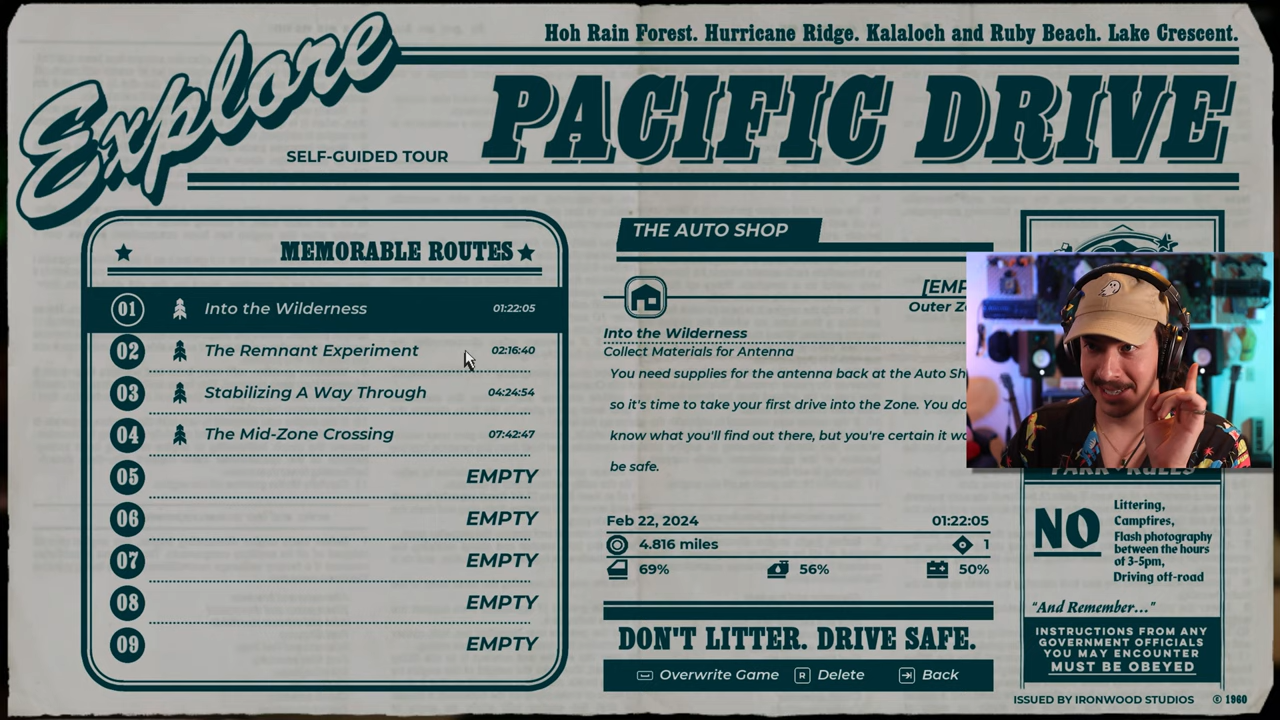 Explore
Hoh Rain Forest. Hurricane Ridge. Kalaloch and Ruby Beach. Lake Crescent.
PACIFIC DRIVE
SELF-GUIDED TOUR
MEMORABLE ROUTES
01 Into the Wilderness 01:22:05
02 The Remnant Experiment 02:16:40
03 Stabilizing A Way Through 04:24:54
04 The Mid-Zone Crossing 07:42:47
05 EMPTY
06 EMPTY
07 EMPTY
08 EMPTY
09 EMPTY
THE AUTO SHOP
Outer
Into the Wilderness
Collect Materials for Antenna
You need supplies for the antenna back at the Auto
so it's time to take your first drive into the Zone. You
know what you'll find out there, but you're certain it
be safe.
Feb 22, 2024 01:22:05
4.816 miles 1
69% 56% 50%
DON'T LITTER. DRIVE SAFE.
Overwrite Game R Delete Back
PARK RULES
NO
Littering,
Campfires,
Flash photography
between the hours
of 3-5pm,
Driving off-road
"And Remember..."
INSTRUCTIONS FROM ANY
GOVERNMENT OFFICIALS
YOU MAY ENCOUNTER
MUST BE OBEYED
ISSUED BY IRONWOOD STUDIOS © 1960